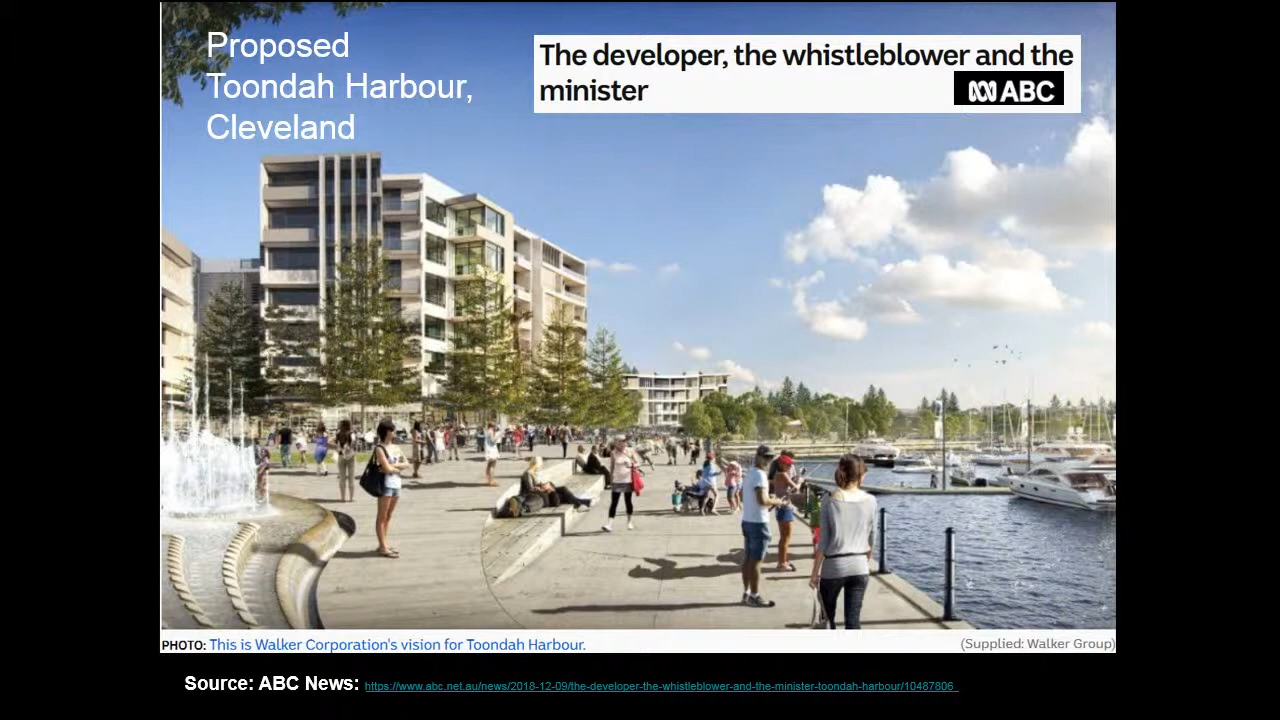 Proposed
Toondah Harbour,
Cleveland
The developer, the whistleblower and the
minister
ABC
PHOTO: This is Walker Corporation's vision for Toondah Harbour.
(Supplied: Walker Group)
Source: ABC News: https://www.abc.net.au/news/2018-12-09/the-developer-the-whistleblower-and-the-minister-toondah-harbour/10487806